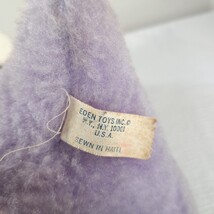 EDEN TOYS INC.©
N.Y., N.Y. 10001
U.S.A.
SEWN IN HAITI